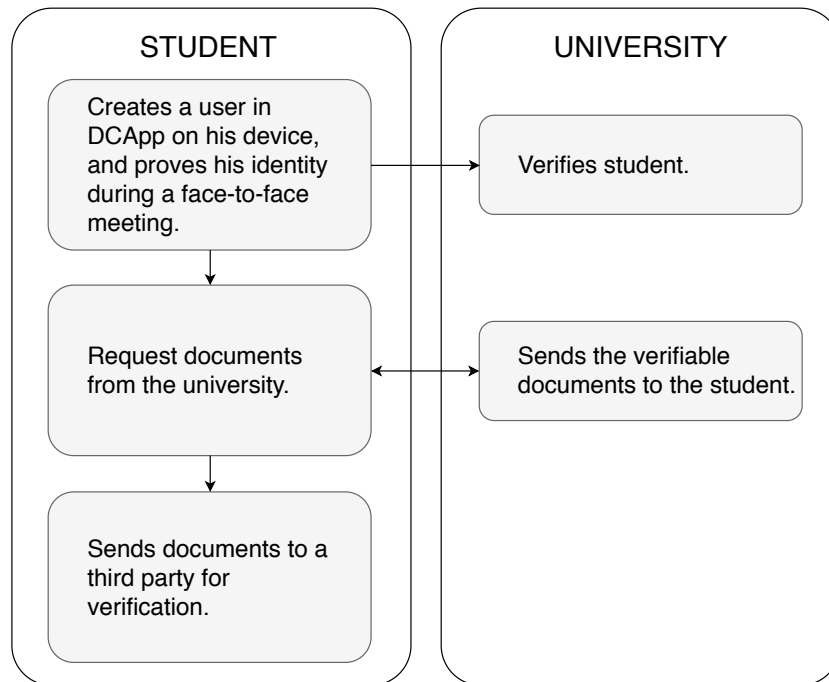 STUDENT
Creates a user in
DCApp on his device,
and proves his identity
during a face-to-face
meeting.
Request documents
from the university.
Sends documents to a
third party for
verification.
UNIVERSITY
Verifies student.
Sends the verifiable
documents to the student.